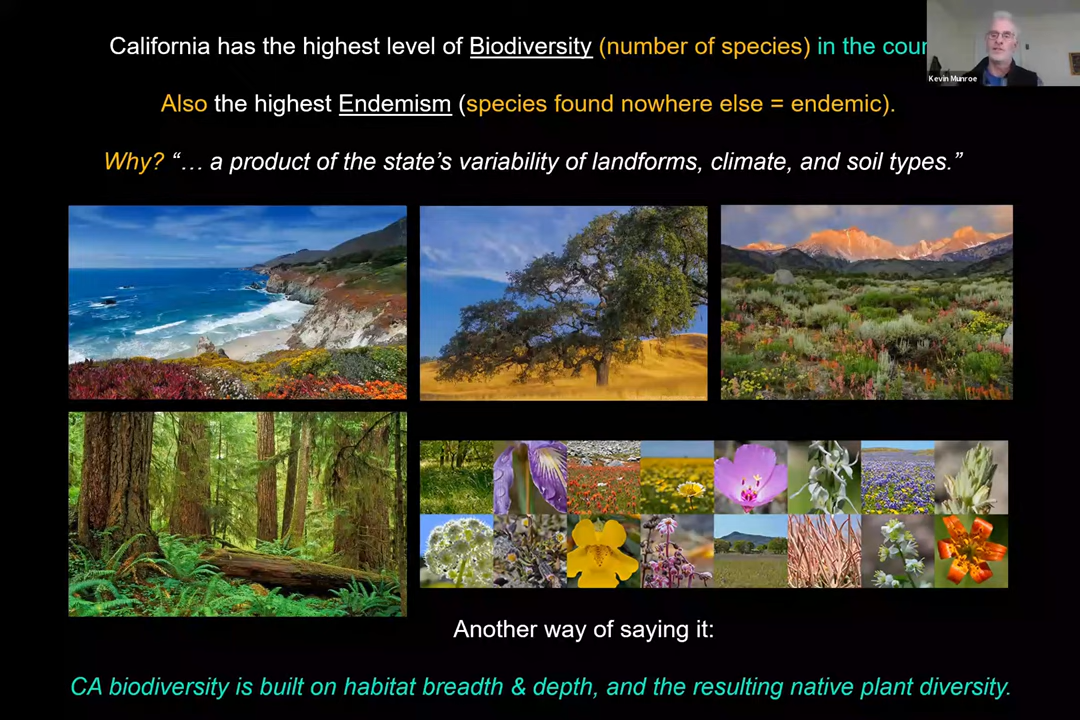 California has the highest level of Biodiversity (number of species) in the
Kevin Munroe
Also the highest Endemism (species found nowhere else = endemic).
Why? “… a product of the state’s variability of landforms, climate, and soil types.”
Another way of saying it:
CA biodiversity is built on habitat breadth & depth, and the resulting native plant diversity.